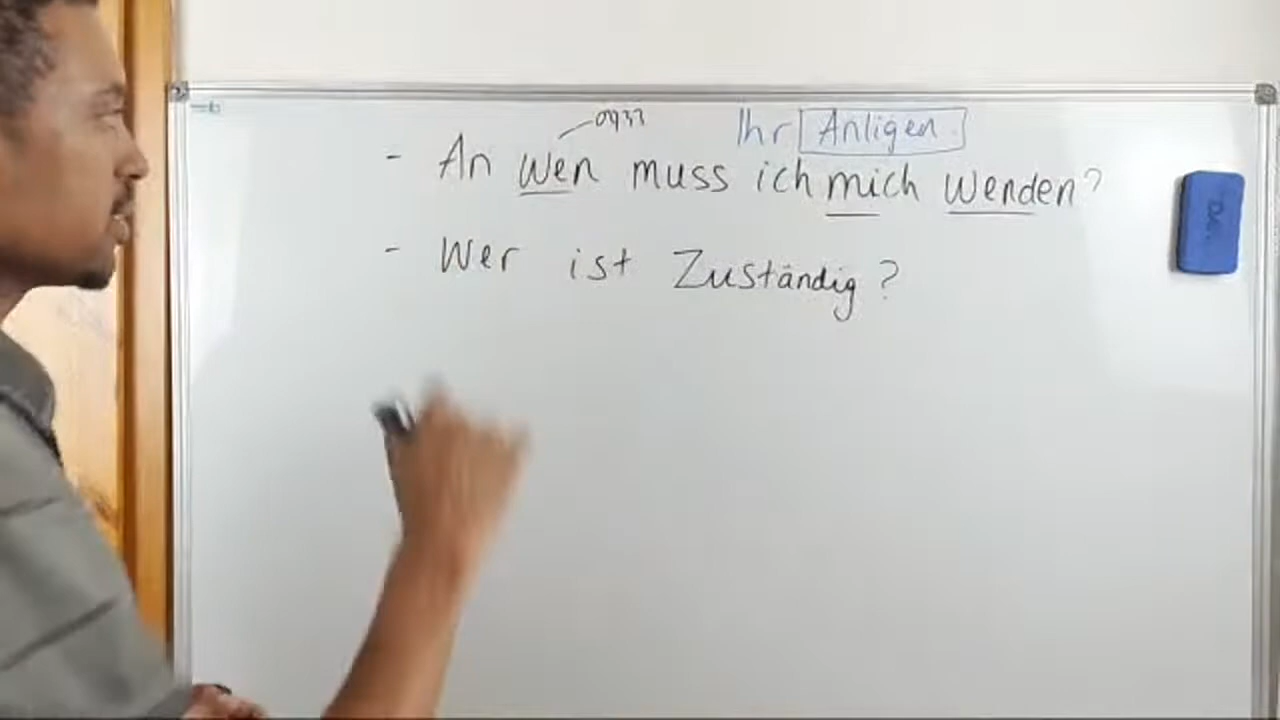 Ihr Anligen.
- An wen muss ich mich wenden?
- Wer ist Zuständig?